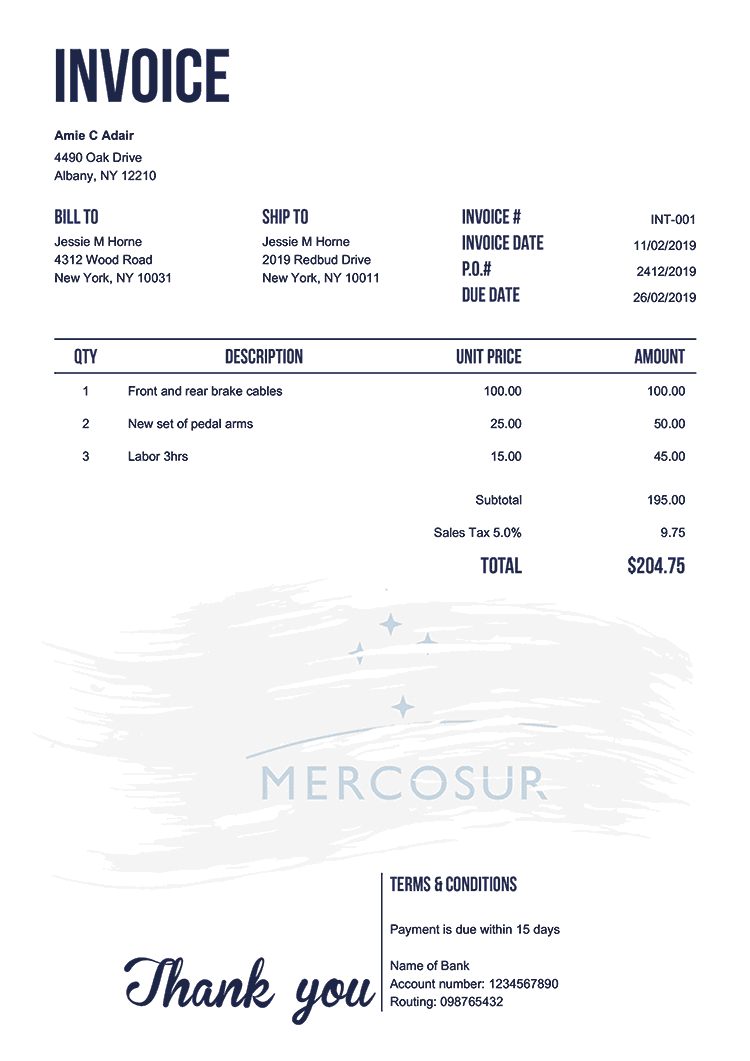 INVOICE
Amie C Adair
4490 Oak Drive
Albany, NY 12210
BILL TO
Jessie M Horne
4312 Wood Road
New York, NY 10031
SHIP TO
Jessie M Horne
2019 Redbud Drive
New York, NY 10011
INVOICE # INT-001
INVOICE DATE 11/02/2019
P.O.# 2412/2019
DUE DATE 26/02/2019
QTY DESCRIPTION UNIT PRICE AMOUNT
1 Front and rear brake cables 100.00 100.00
2 New set of pedal arms 25.00 50.00
3 Labor 3hrs 15.00 45.00
Subtotal 195.00
Sales Tax 5.0% 9.75
TOTAL $204.75
MERCOSUR
Thank you
TERMS & CONDITIONS
Payment is due within 15 days
Name of Bank
Account number: 1234567890
Routing: 098765432